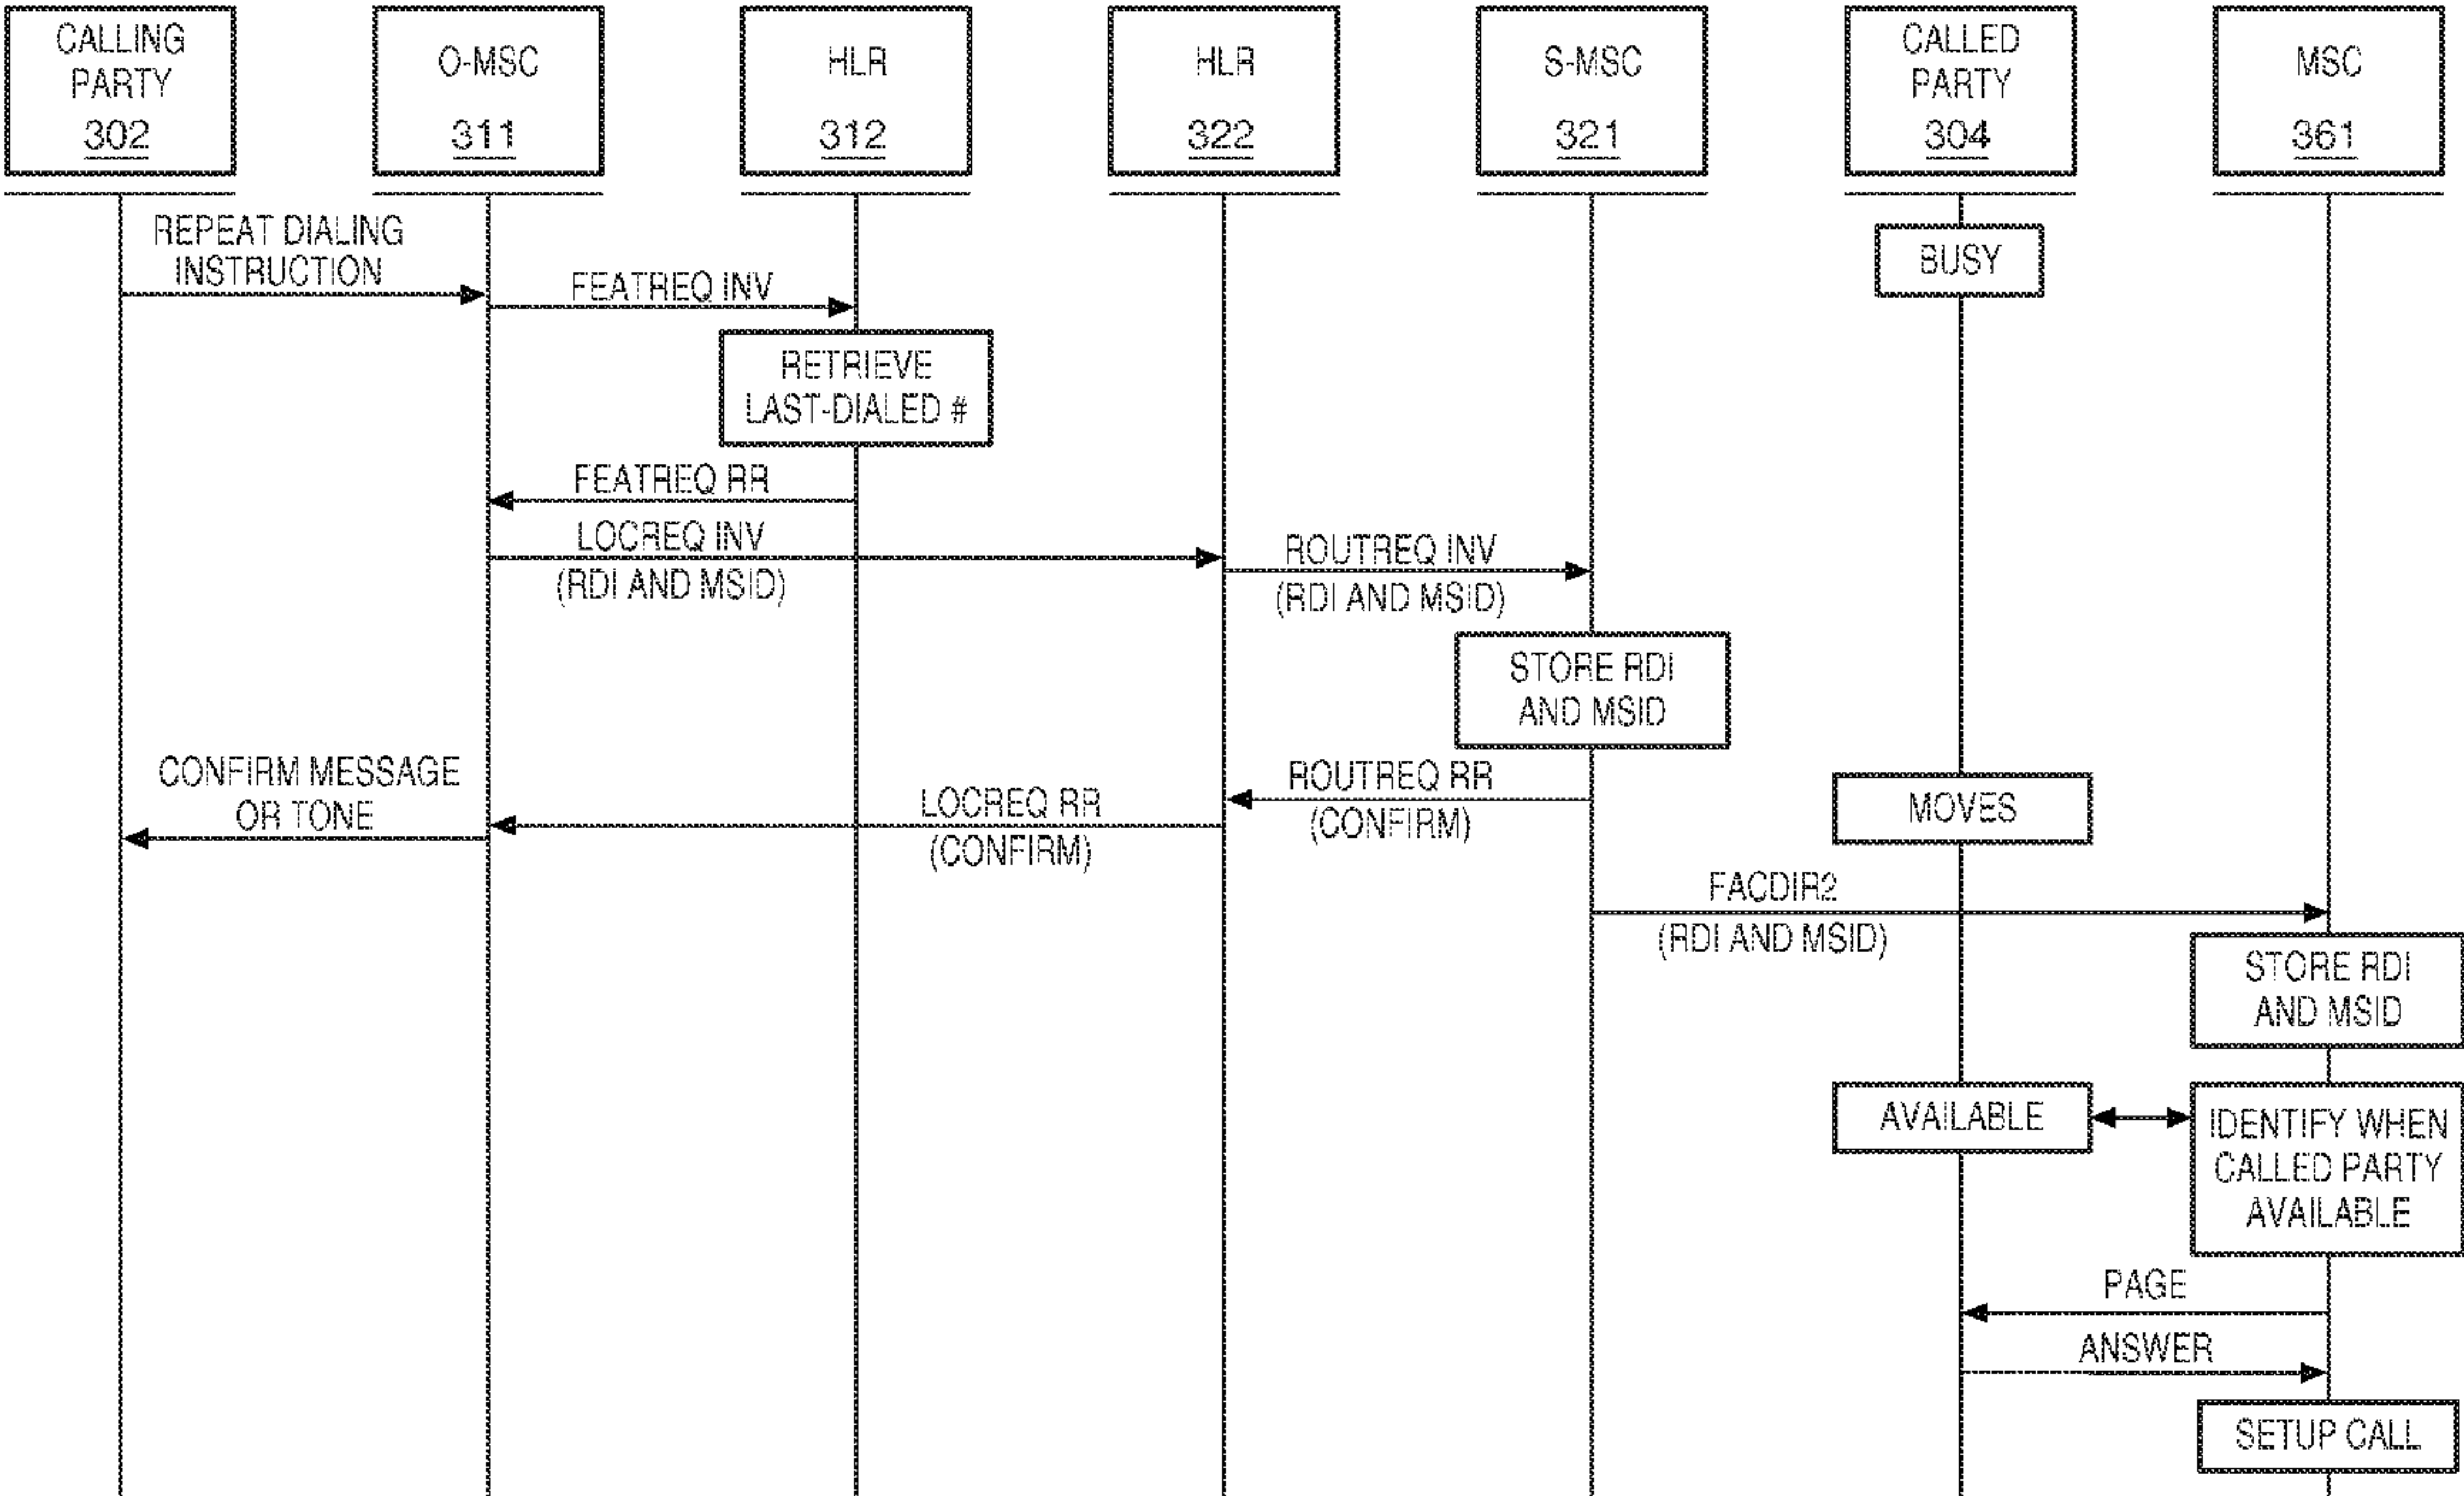 CALLING
PARTY
302
O-MSC
311
HLR
312
HLR
322
S-MSC
321
CALLED
PARTY
304
MSC
361
REPEAT DIALING
INSTRUCTION
FEATREQ INV
BUSY
RETRIEVE
LAST-DIALED #
FEATREQ RR
LOCREQ INV
(RDI AND MSID)
ROUTREQ INV
(RDI AND MSID)
STORE RDI
AND MSID
CONFIRM MESSAGE
OR TONE
LOCREQ RR
(CONFIRM)
ROUTREQ RR
(CONFIRM)
MOVES
FACDIR2
(RDI AND MSID)
STORE RDI
AND MSID
AVAILABLE
IDENTIFY WHEN
CALLED PARTY
AVAILABLE
PAGE
ANSWER
SETUP CALL